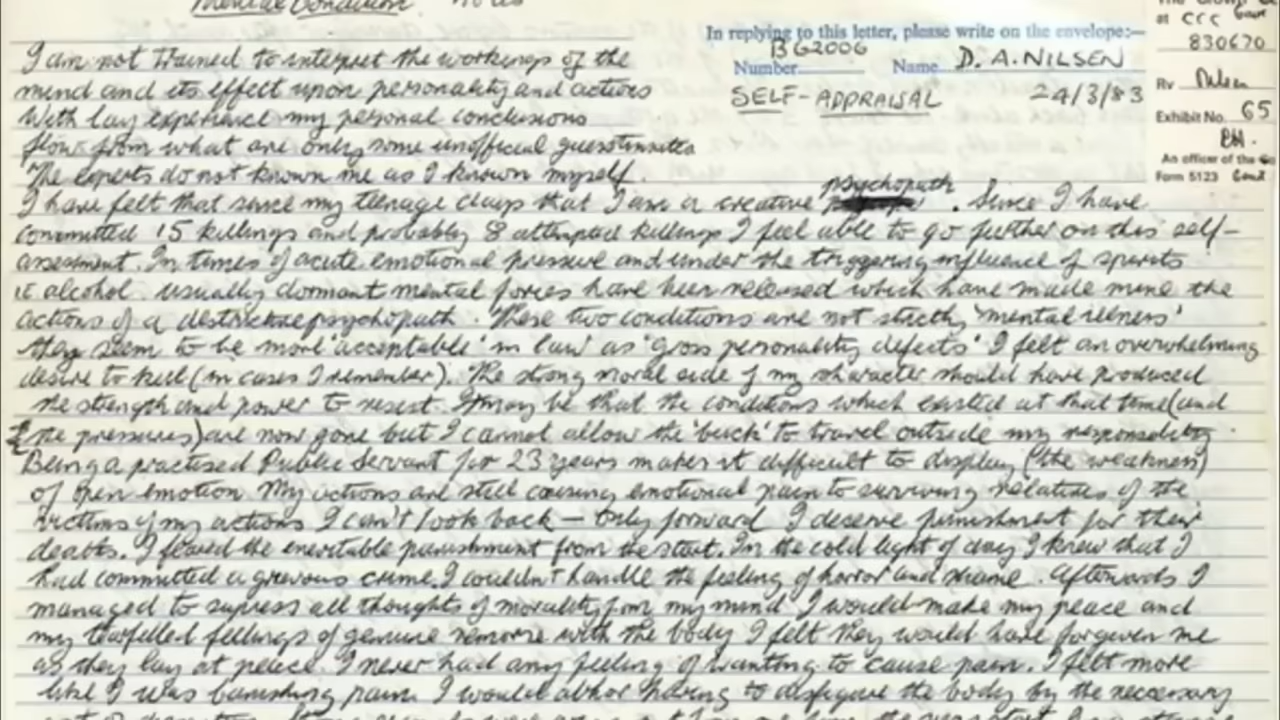 Mental Condition Notes
In replying to this letter, please write on the envelope:—
Number BG2006 Name D. A. NILSEN
SELF-APPRAISAL 24/3/83
at CCC
830670
Rv Nilsen
Exhibit No. 65
BH.
An officer of the
Form 5123
I am not trained to interpret the workings of the
mind and its effect upon personality and actions
With lay experience my personal conclusions
flow from what are only some unofficial guesstimates
The experts do not known me as I known myself
I have felt that since my teenage days that I am a creative psychopath. Since I have
committed 15 killings and probably 8 attempted killings I feel able to go further on this self-
assessment. In times of acute emotional pressure and under the triggering influence of spirits
ie alcohol usually dormant mental forces have been released which have made mine the
actions of a destructive psychopath. These two conditions are not strictly 'mental illness'
they seem to be more 'acceptable' in law as 'gross personality defects' I felt an overwhelming
desire to kill (in cases I remember). The strong moral side of my character should have produced
the strength and power to resist. It may be that the conditions which existed at that time (and
the pressures) are now gone but I cannot allow the 'buck' to travel outside my responsibility.
Being a practised Public Servant for 23 years makes it difficult to display (the weakness)
of open emotion My actions are still causing emotional pain to surviving relatives of the
victims of my actions I can't look back — only forward I deserve punishment for their
deaths. I feared the inevitable punishment from the start. In the cold light of day I knew that I
had committed a grievous crime, I couldn't handle the feeling of horror and shame. Afterwards I
managed to supress all thoughts of morality from my mind I would make my peace and
my feelings of genuine remorse with the body I felt they would have forgiven me
as they lay at peace. I never had any feeling of wanting to cause pain. I felt more
like I was banishing pain. I would abhor having to disfigure the body by the necessary